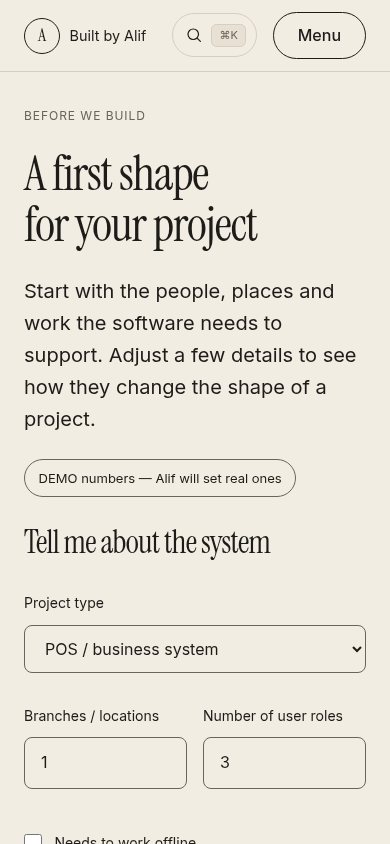 A Built by Alif ⌘K Menu
BEFORE WE BUILD
A first shape
for your project
Start with the people, places and
work the software needs to
support. Adjust a few details to see
how they change the shape of a
project.
DEMO numbers — Alif will set real ones
Tell me about the system
Project type
POS / business system
Branches / locations Number of user roles
1 3
Needs to work offline